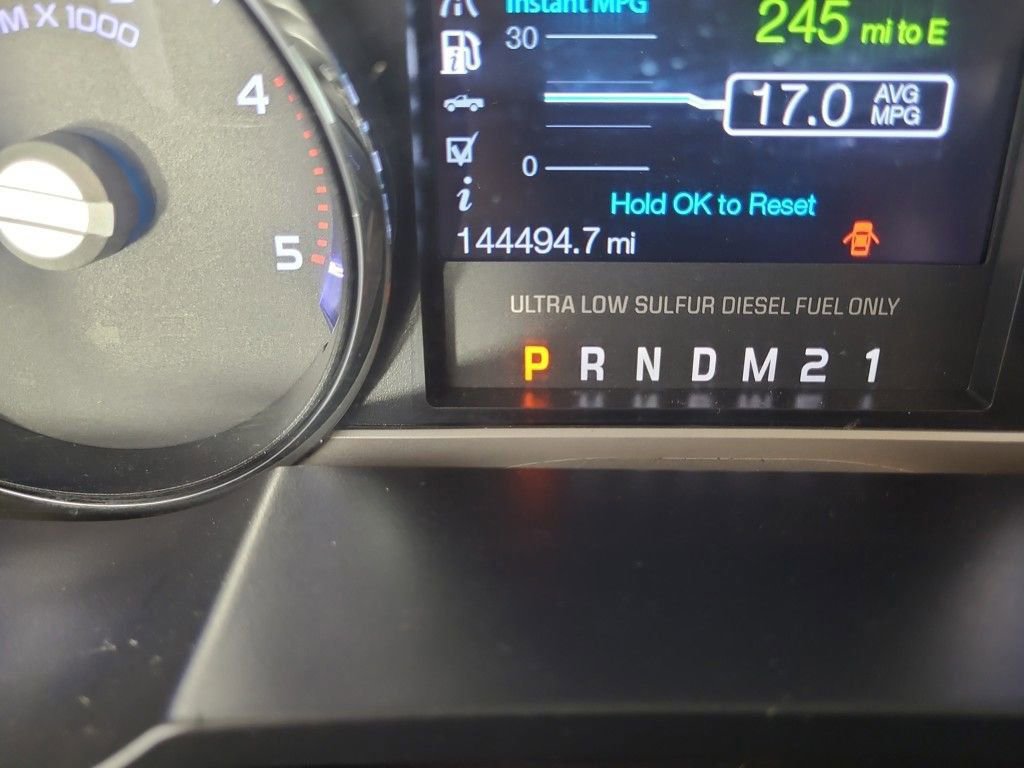 M X 1000
4
5
Instant MPG
30
245 mi to E
17.0 AVG MPG
0
Hold OK to Reset
144494.7 mi
ULTRA LOW SULFUR DIESEL FUEL ONLY
P R N D M 2 1